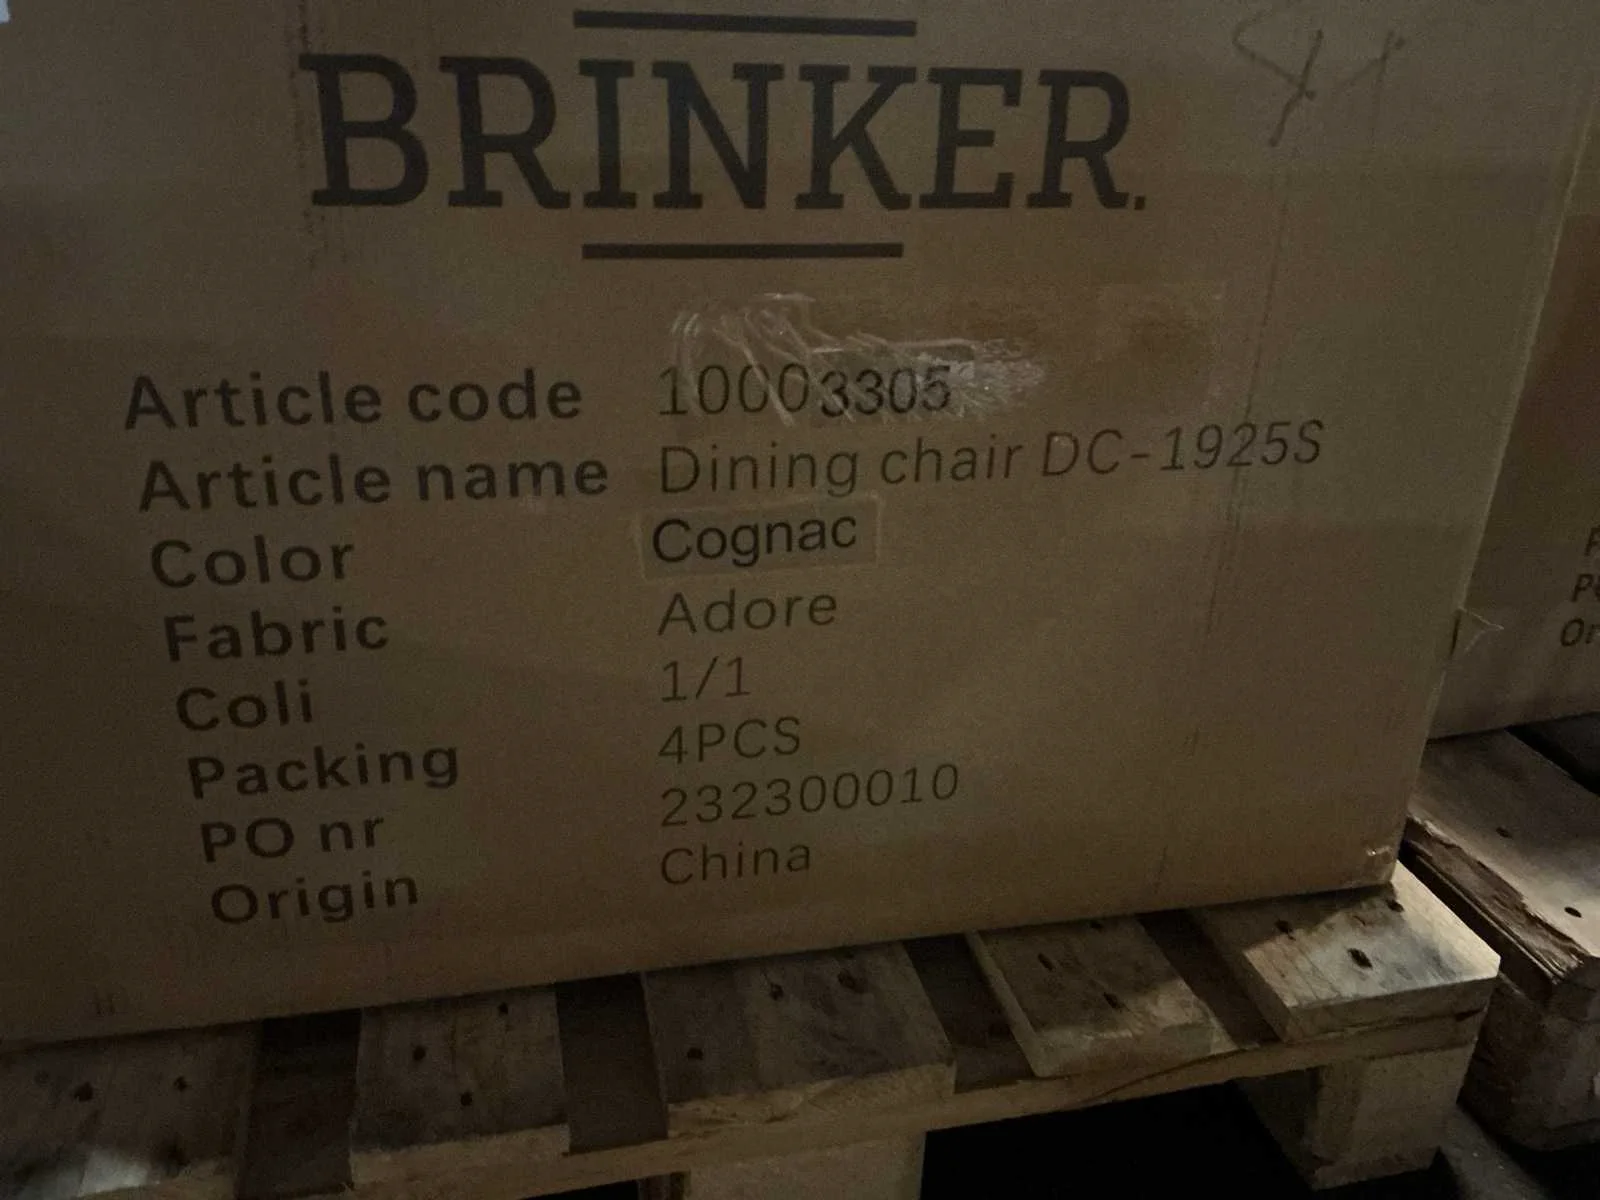 BRINKER.
Article code 10003305
Article name Dining chair DC-1925S
Color Cognac
Fabric Adore
Coli 1/1
Packing 4PCS
PO nr 232300010
Origin China